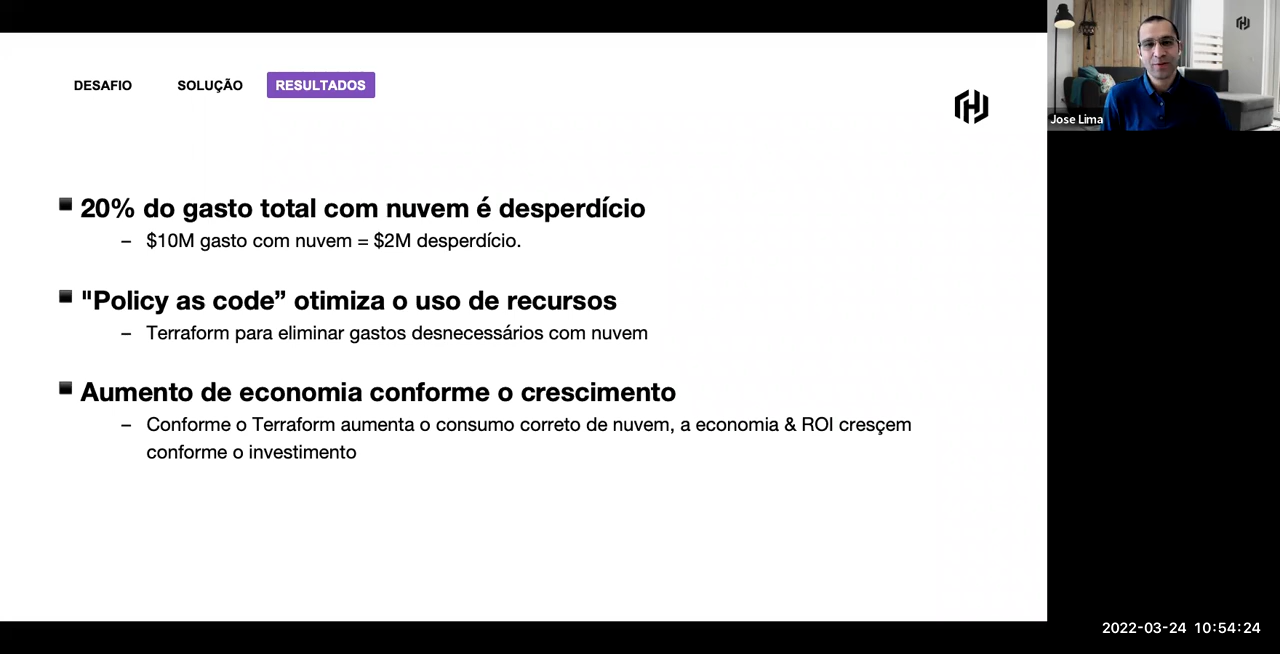 DESAFIO SOLUÇÃO RESULTADOS
20% do gasto total com nuvem é desperdício
– $10M gasto com nuvem = $2M desperdício.
"Policy as code” otimiza o uso de recursos
– Terraform para eliminar gastos desnecessários com nuvem
Aumento de economia conforme o crescimento
– Conforme o Terraform aumenta o consumo correto de nuvem, a economia & ROI cresçem
conforme o investimento
Jose Lima
2022-03-24 10:54:24